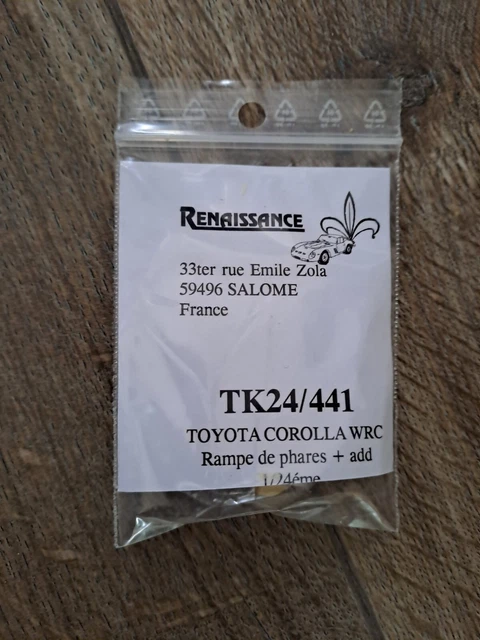 RENAISSANCE
33ter rue Emile Zola
59496 SALOME
France
TK24/441
TOYOTA COROLLA WRC
Rampe de phares + add
1/24éme